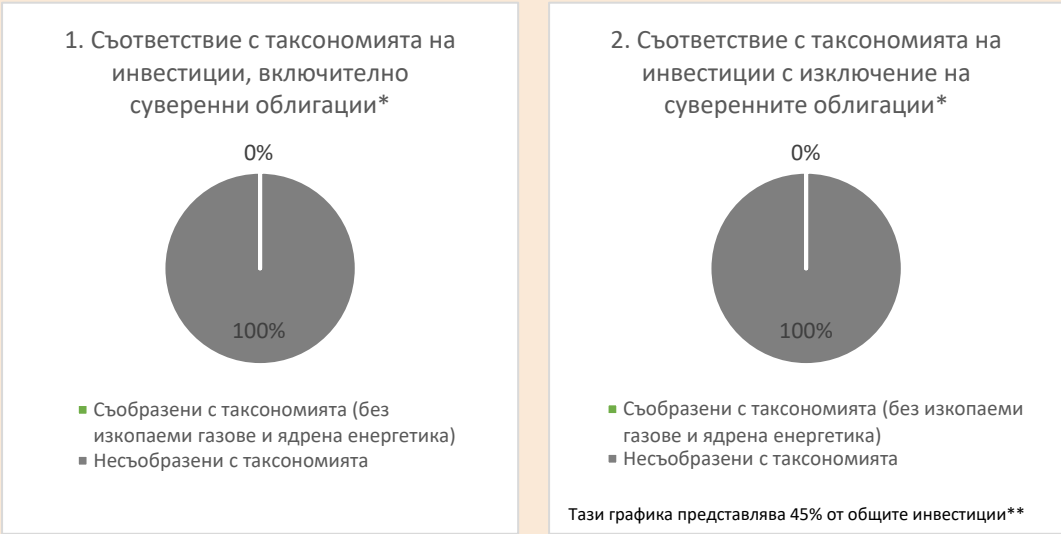 1. Съответствие с таксономията на
инвестиции, включително
суверенни облигации*
0%
100%
Съобразени с таксономията (без
изкопаеми газове и ядрена енергетика)
Несъобразени с таксономията
2. Съответствие с таксономията на
инвестиции с изключение на
суверенните облигации*
0%
100%
Съобразени с таксономията (без изкопаеми
газове и ядрена енергетика)
Несъобразени с таксономията
Тази графика представлява 45% от общите инвестиции**